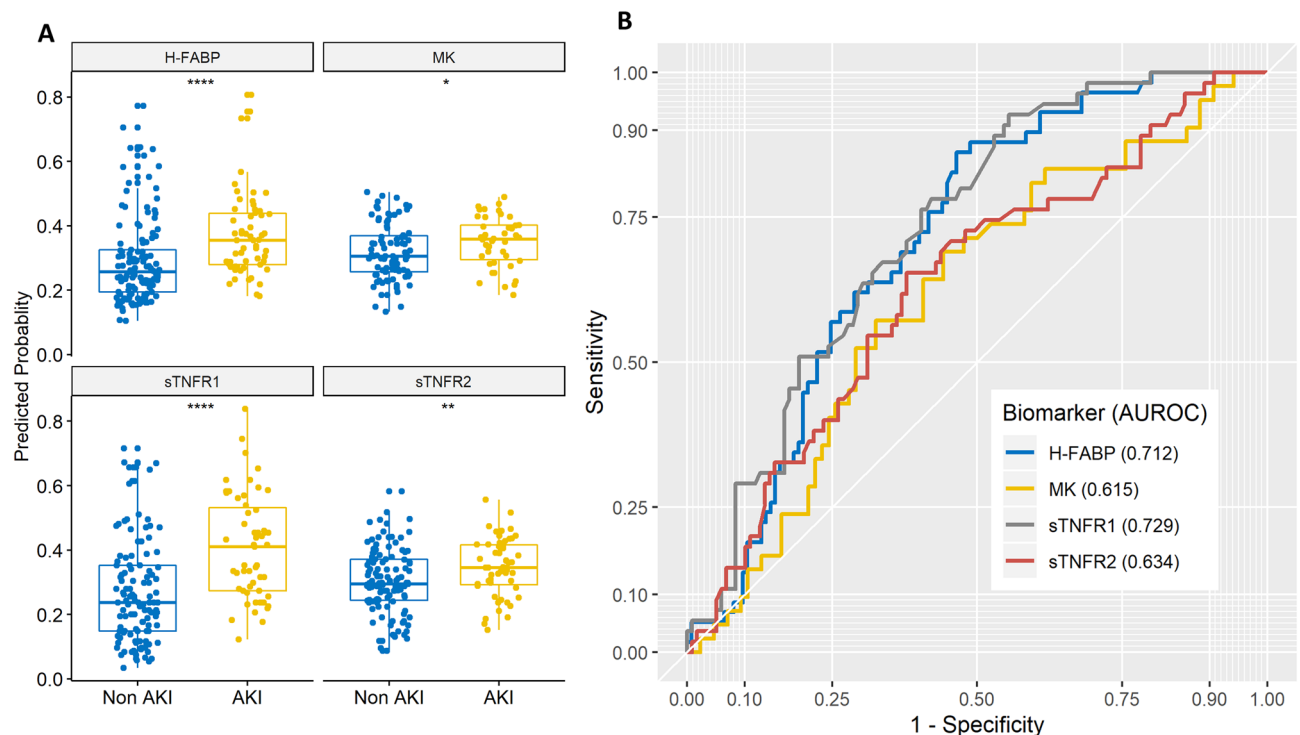 A
H-FABP
MK
****
*
Predicted Probablity
0.8
0.6
0.4
0.2
0.0
sTNFR1
sTNFR2
****
**
0.8
0.6
0.4
0.2
0.0
Non AKI
AKI
Non AKI
AKI
B
Sensitivity
1.00
0.90
0.75
0.50
0.25
0.10
0.00
Biomarker (AUROC)
H-FABP (0.712)
MK (0.615)
sTNFR1 (0.729)
sTNFR2 (0.634)
0.00
0.10
0.25
0.50
0.75
0.90
1.00
1 - Specificity